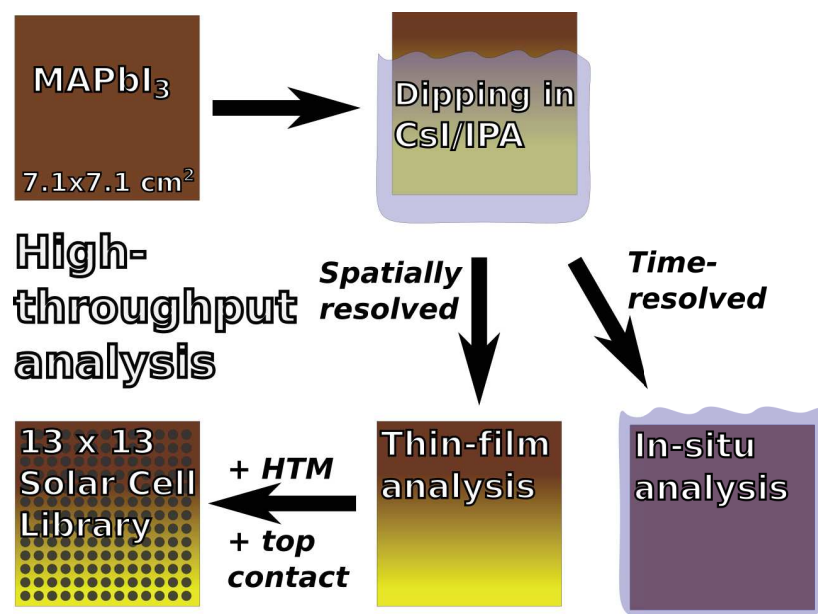 MAPbI₃
7.1x7.1 cm²
Dipping in
CsI/IPA
High-
throughput
analysis
Spatially
resolved
Time-
resolved
13 x 13
Solar Cell
Library
+ HTM
+ top
contact
Thin-film
analysis
In-situ
analysis